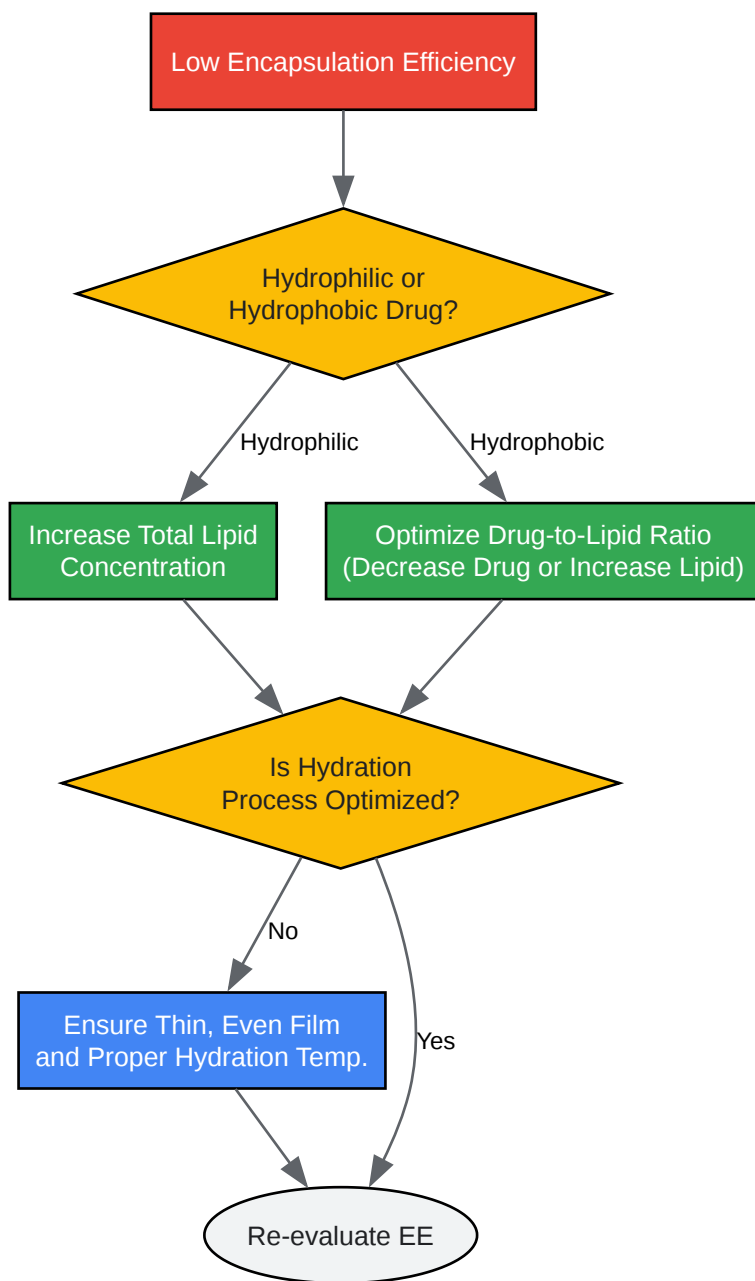 Low Encapsulation Efficiency
Hydrophilic or
Hydrophobic Drug?
Hydrophilic
Hydrophobic
Increase Total Lipid
Concentration
Optimize Drug-to-Lipid Ratio
(Decrease Drug or Increase Lipid)
Is Hydration
Process Optimized?
No
Ensure Thin, Even Film
and Proper Hydration Temp.
Yes
Re-evaluate EE